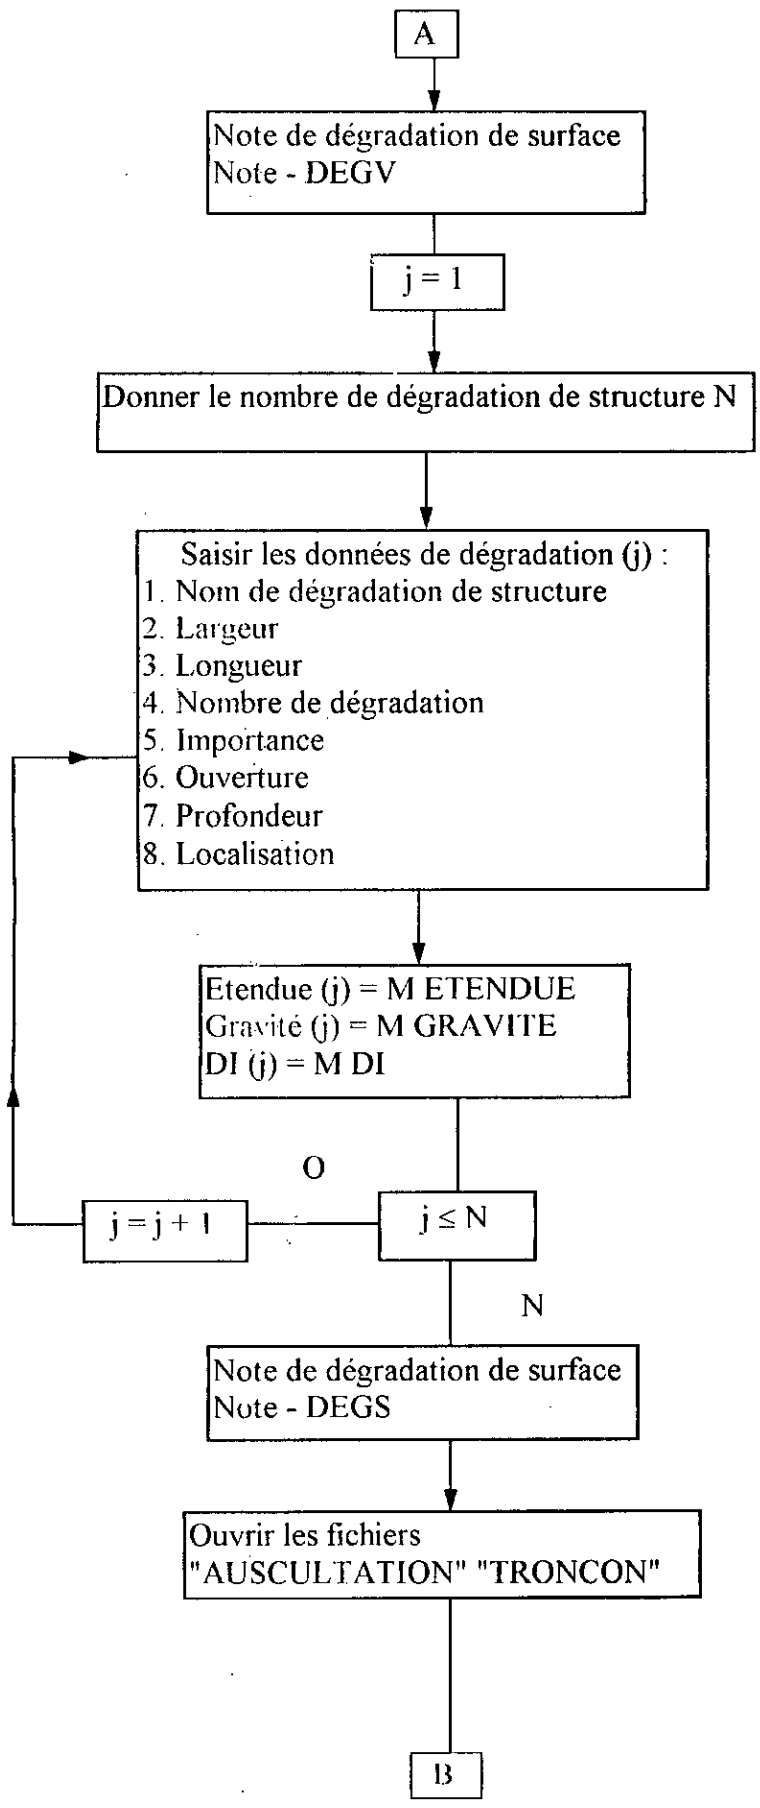 A
Note de dégradation de surface
Note - DEGV
j = 1
Donner le nombre de dégradation de structure N
Saisir les données de dégradation (j) :
1. Nom de dégradation de structure
2. Largeur
3. Longueur
4. Nombre de dégradation
5. Importance
6. Ouverture
7. Profondeur
8. Localisation
Etendue (j) = M ETENDUE
Gravité (j) = M GRAVITE
DI (j) = M DI
O
j = j + 1
j ≤ N
N
Note de dégradation de surface
Note - DEGS
Ouvrir les fichiers
"AUSCULTATION" "TRONCON"
B